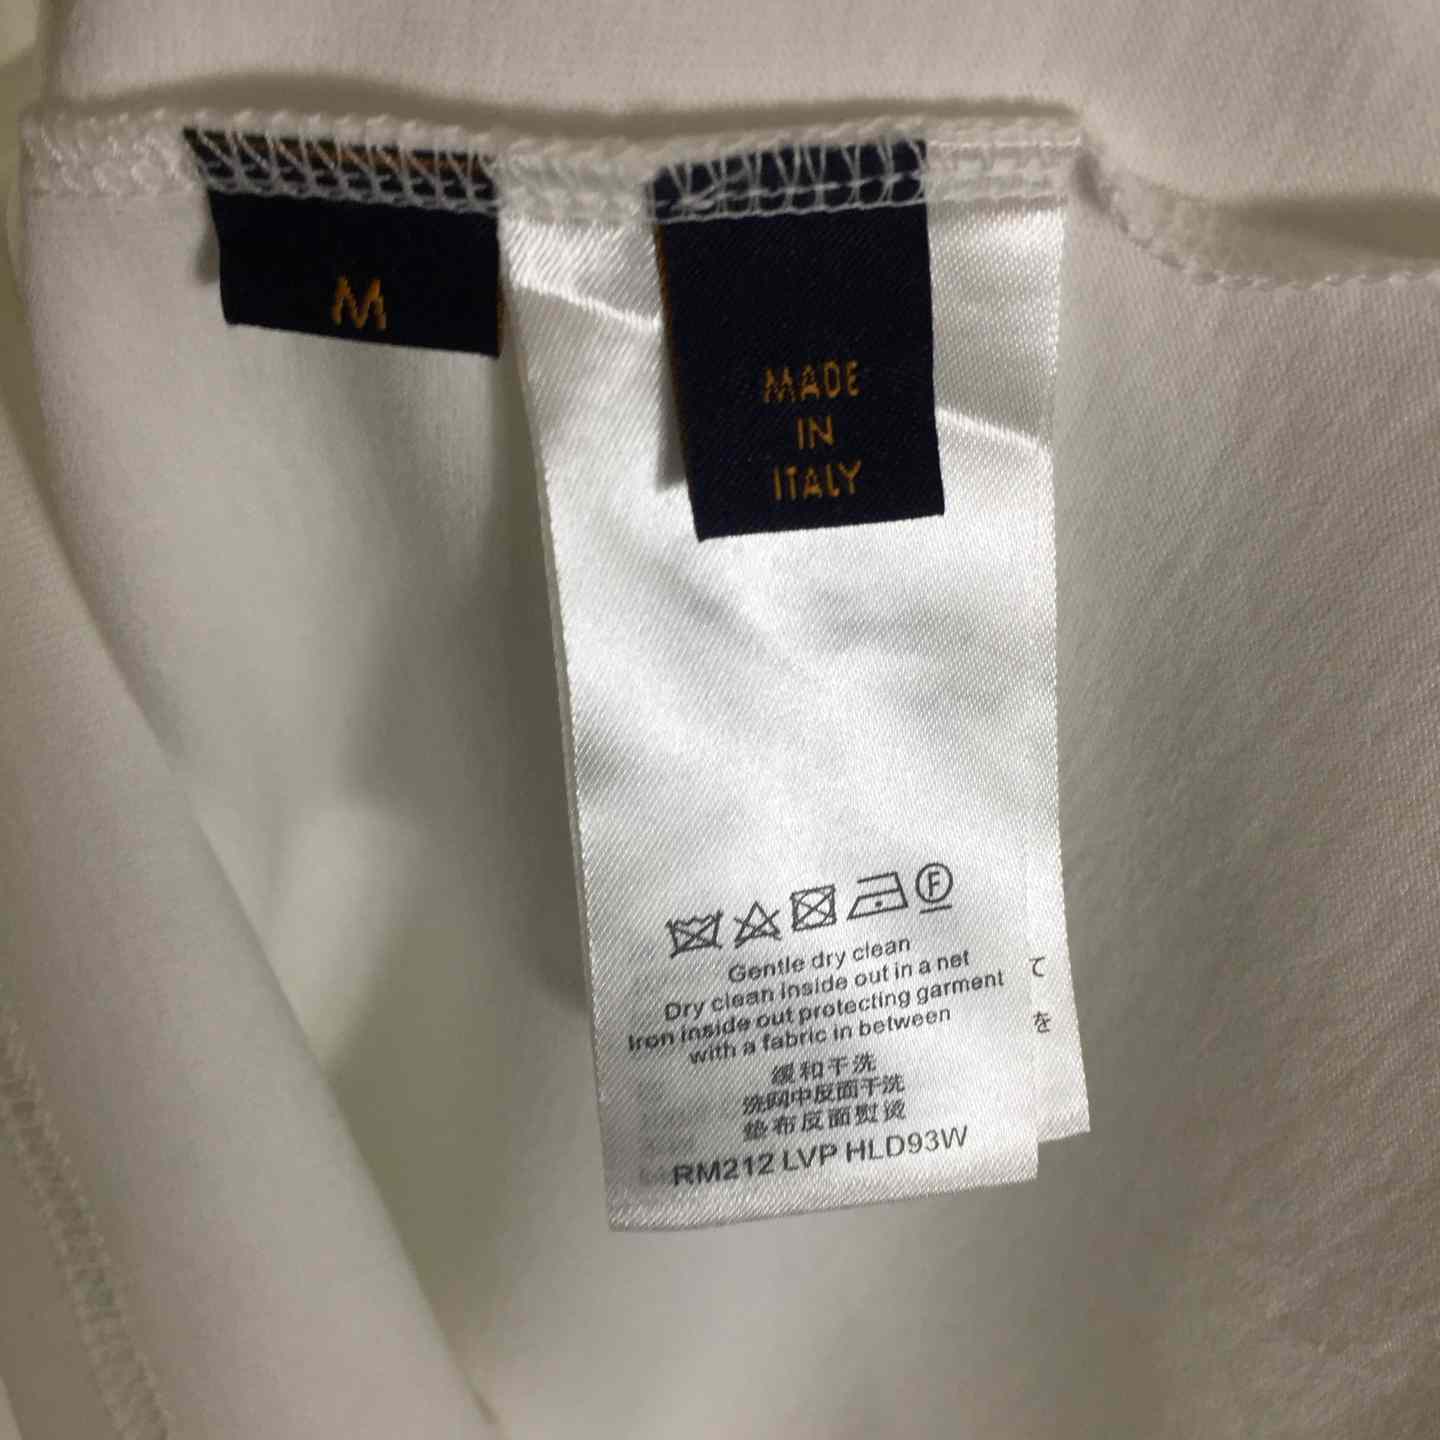 M
MADE
IN
ITALY
F
Gentle dry clean
Dry clean inside out in a net
Iron inside out protecting garment
with a fabric in between
缓和干洗
洗网中反面干洗
垫布反面熨烫
RM212 LVP HLD93W
て
を